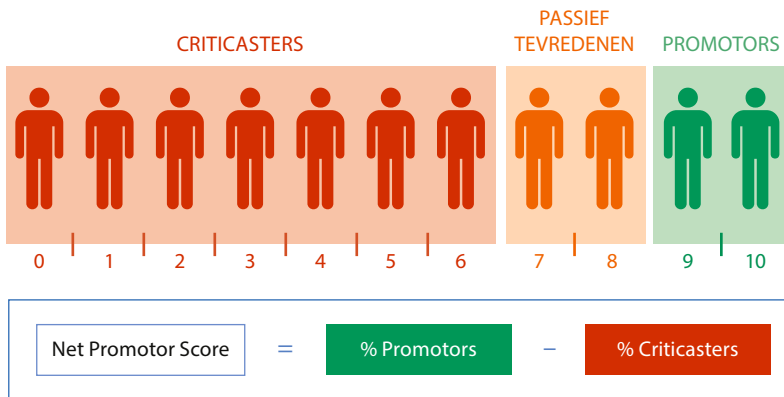 CRITICASTERS
PASSIEF
TEVREDENEN
PROMOTORS
0 1 2 3 4 5 6 7 8 9 10
Net Promotor Score = % Promotors – % Criticasters